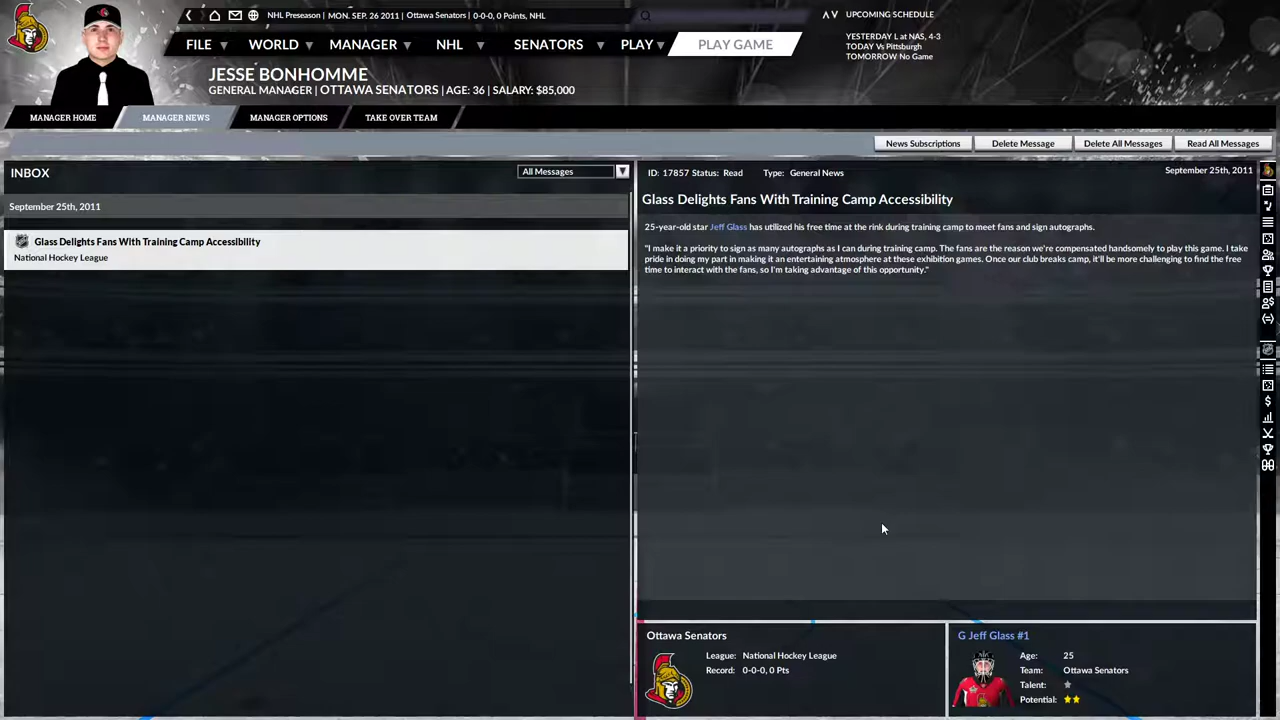 NHL Preseason | MON. SEP. 26 2011 | Ottawa Senators | 0-0-0, 0 Points, NHL
UPCOMING SCHEDULE
FILE WORLD MANAGER NHL SENATORS PLAY PLAY GAME
YESTERDAY L at NAS, 4-3
TODAY Vs Pittsburgh
TOMORROW No Game
JESSE BONHOMME
GENERAL MANAGER | OTTAWA SENATORS | AGE: 36 | SALARY: $85,000
MANAGER HOME MANAGER NEWS MANAGER OPTIONS TAKE OVER TEAM
News Subscriptions Delete Message Delete All Messages Read All Messages
INBOX All Messages
September 25th, 2011
Glass Delights Fans With Training Camp Accessibility
National Hockey League
ID: 17857 Status: Read Type: General News September 25th, 2011
Glass Delights Fans With Training Camp Accessibility
25-year-old star Jeff Glass has utilized his free time at the rink during training camp to meet fans and sign autographs.
"I make it a priority to sign as many autographs as I can during training camp. The fans are the reason we're compensated handsomely to play this game. I take
pride in doing my part in making it an entertaining atmosphere at these exhibition games. Once our club breaks camp, it'll be more challenging to find the free
time to interact with the fans, so I'm taking advantage of this opportunity."
Ottawa Senators
League: National Hockey League
Record: 0-0-0, 0 Pts
G Jeff Glass #1
Age: 25
Team: Ottawa Senators
Talent:
Potential: